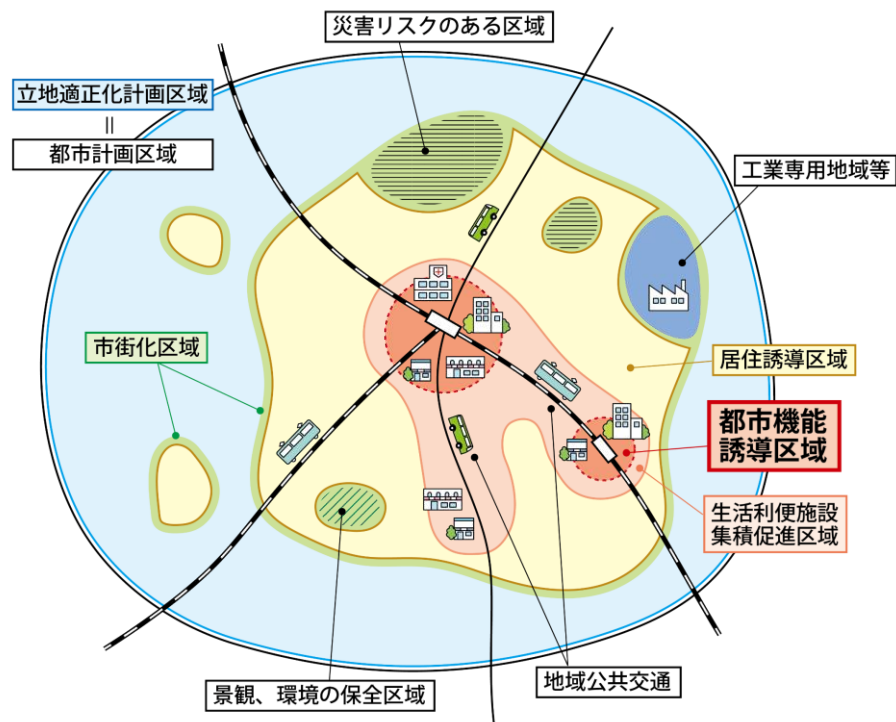 災害リスクのある区域
立地適正化計画区域
॥
都市計画区域
工業専用地域等
市街化区域
居住誘導区域
都市機能
誘導区域
生活利便施設
集積促進区域
地域公共交通
景観、環境の保全区域